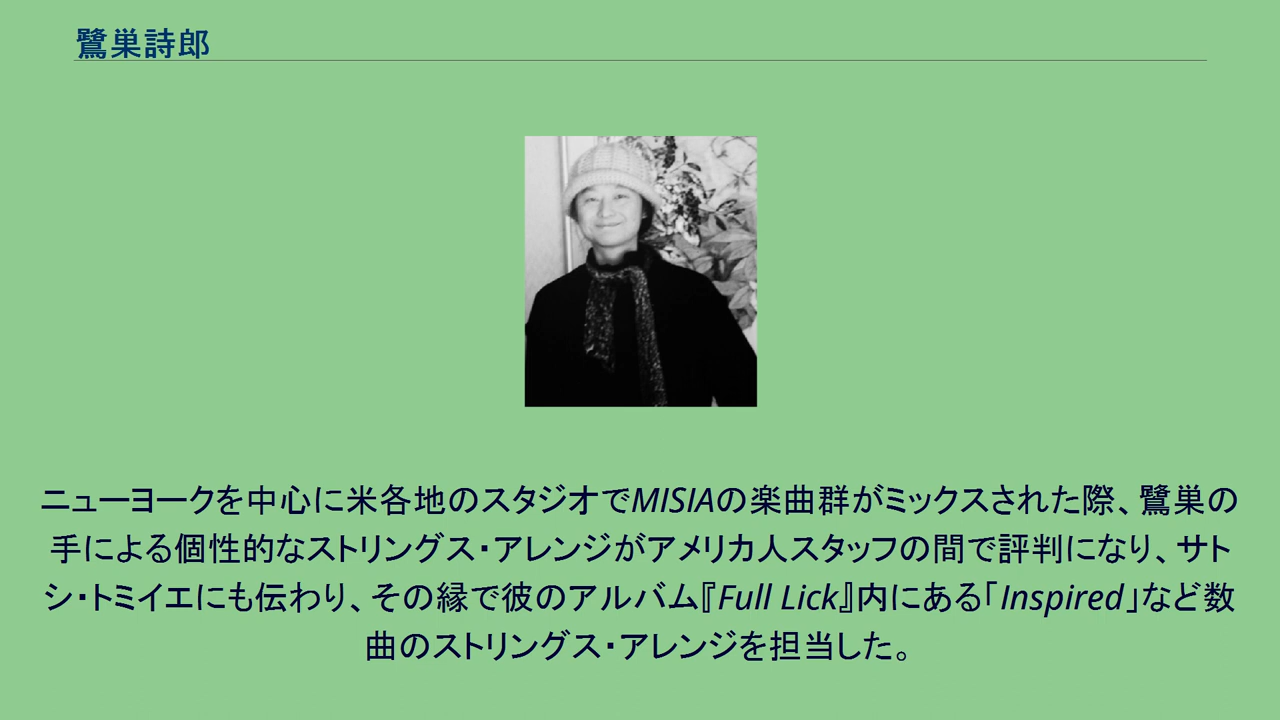 鷺巣詩郎
ニューヨークを中心に米各地のスタジオでMISIAの楽曲群がミックスされた際、鷺巣の
手による個性的なストリングス・アレンジがアメリカ人スタッフの間で評判になり、サト
シ・トミイエにも伝わり、その縁で彼のアルバム『Full Lick』内にある「Inspired」など数
曲のストリングス・アレンジを担当した。